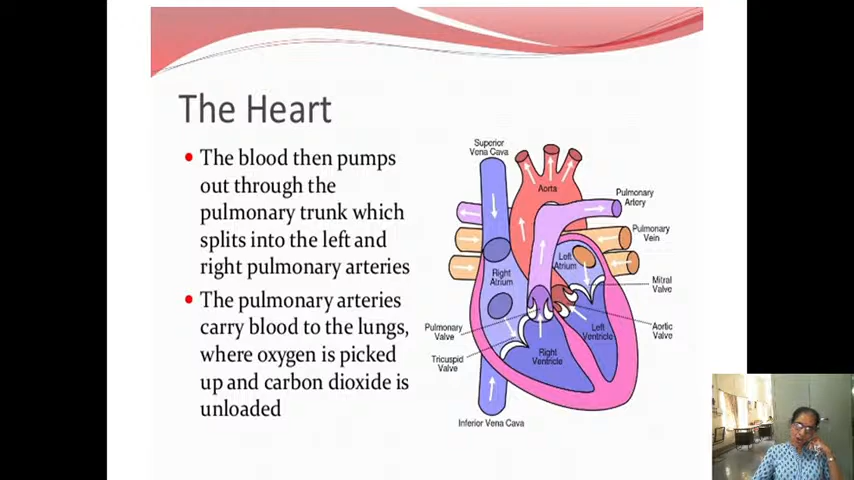 The Heart
The blood then pumps
out through the
pulmonary trunk which
splits into the left and
right pulmonary arteries
The pulmonary arteries
carry blood to the lungs,
where oxygen is picked
up and carbon dioxide is
unloaded
Superior
Vena Cava
Aorta
Pulmonary
Artery
Pulmonary
Vein
Left
Atrium
Right
Atrium
Mitral
Valve
Pulmonary
Valve
Aortic
Valve
Left
Ventricle
Tricuspid
Valve
Right
Ventricle
Inferior Vena Cava